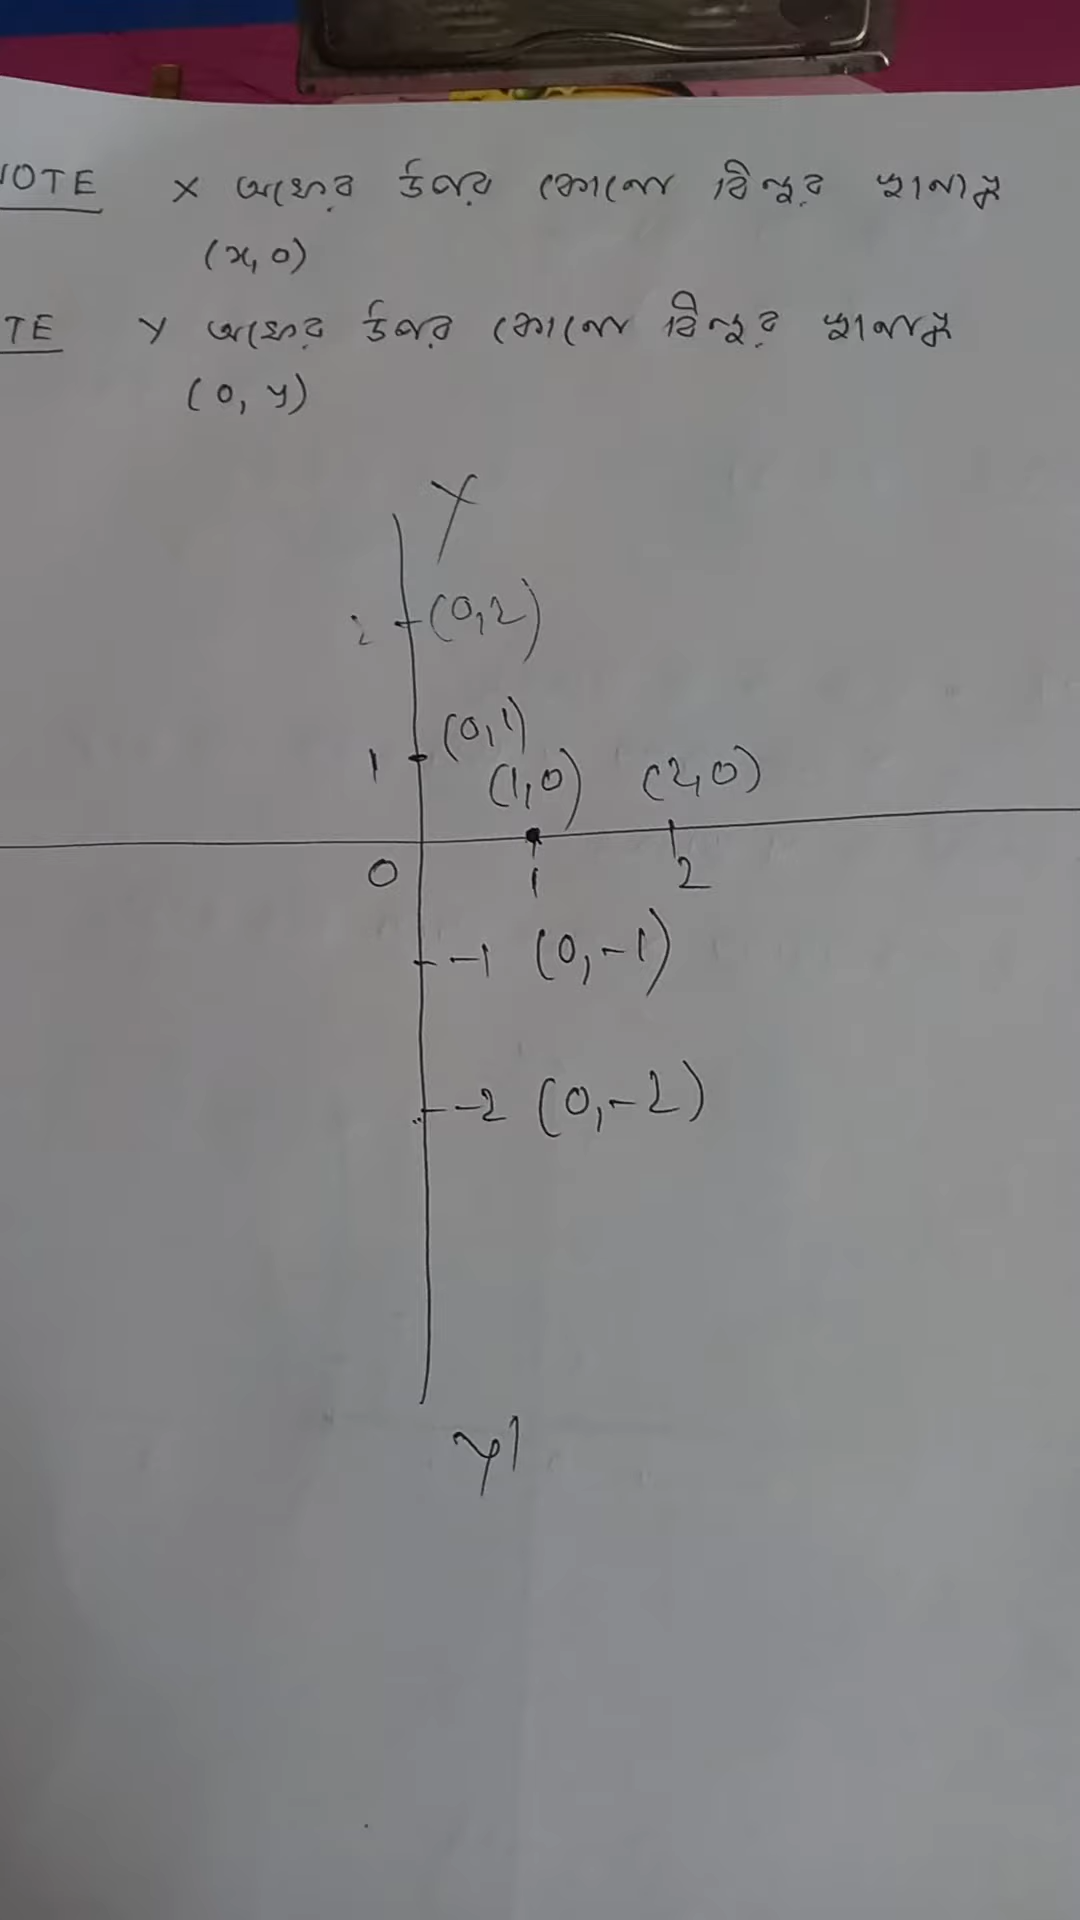 NOTE X অক্ষের উপর কোনো বিন্দুর স্থানাঙ্ক
(x, 0)
TE Y অক্ষের উপর কোনো বিন্দুর স্থানাঙ্ক
(0, y)
Y
2 (0,2)
(0,1)
1
(1,0) (2,0)
0 1 2
-1 (0,-1)
-2 (0,-2)
y1